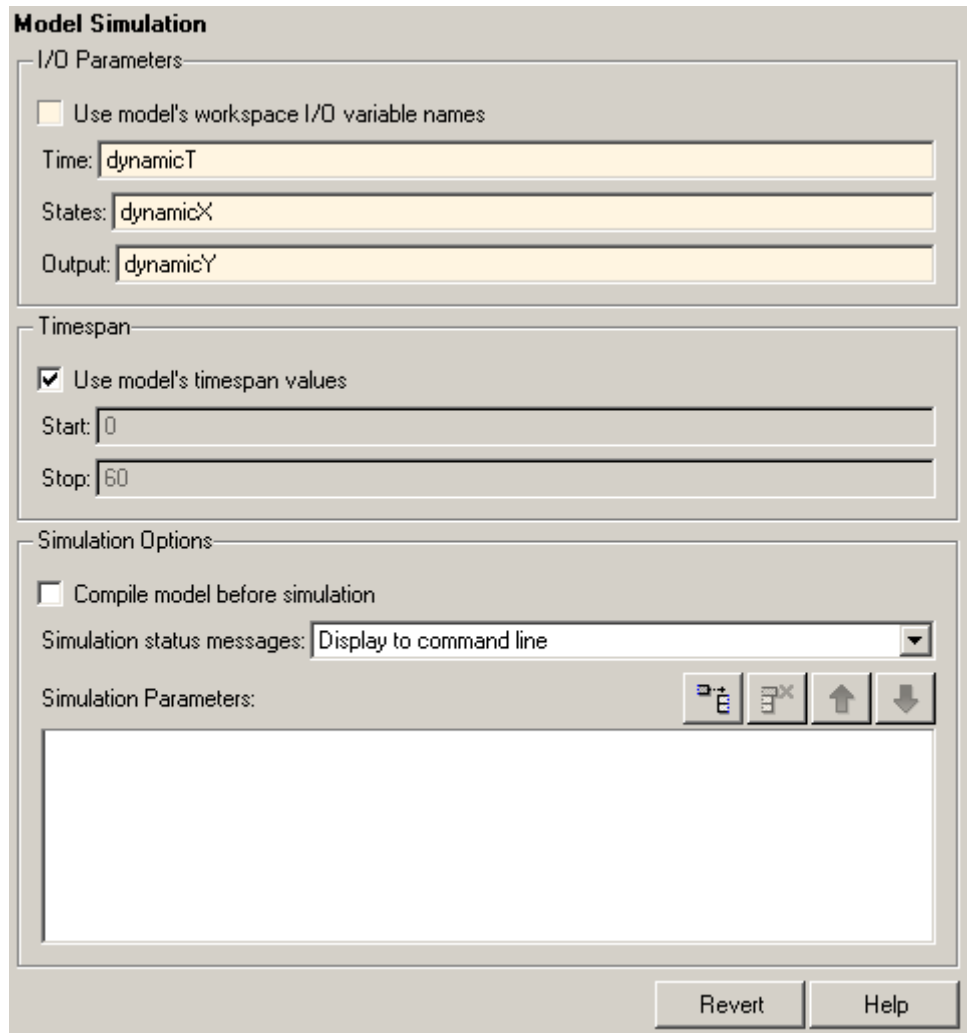 Model Simulation
I/O Parameters
Use model's workspace I/O variable names
Time: dynamicT
States: dynamicX
Output: dynamicY
Timespan
Use model's timespan values
Start: 0
Stop: 60
Simulation Options
Compile model before simulation
Simulation status messages: Display to command line
Simulation Parameters:
Revert Help